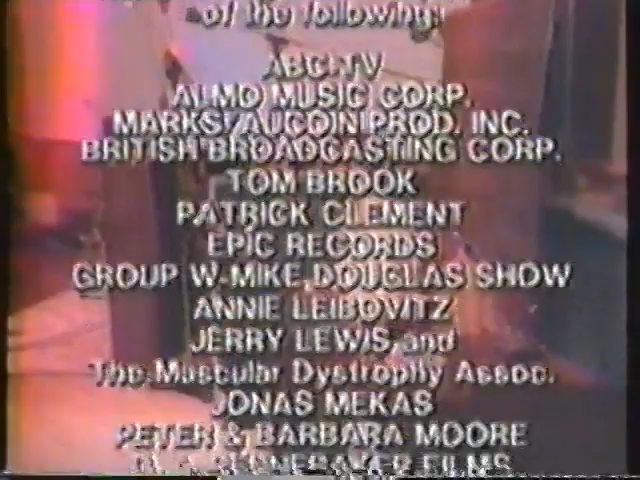 of the following:
ABC-TV
ALMO MUSIC CORP.
MARKS/AUCOIN PROD. INC.
BRITISH BROADCASTING CORP.
TOM BROOK
PATRICK CLEMENT
EPIC RECORDS
GROUP W-MIKE DOUGLAS SHOW
ANNIE LEIBOVITZ
JERRY LEWIS, and
The Muscular Dystrophy Assoc.
JONAS MEKAS
PETER & BARBARA MOORE
FILMS